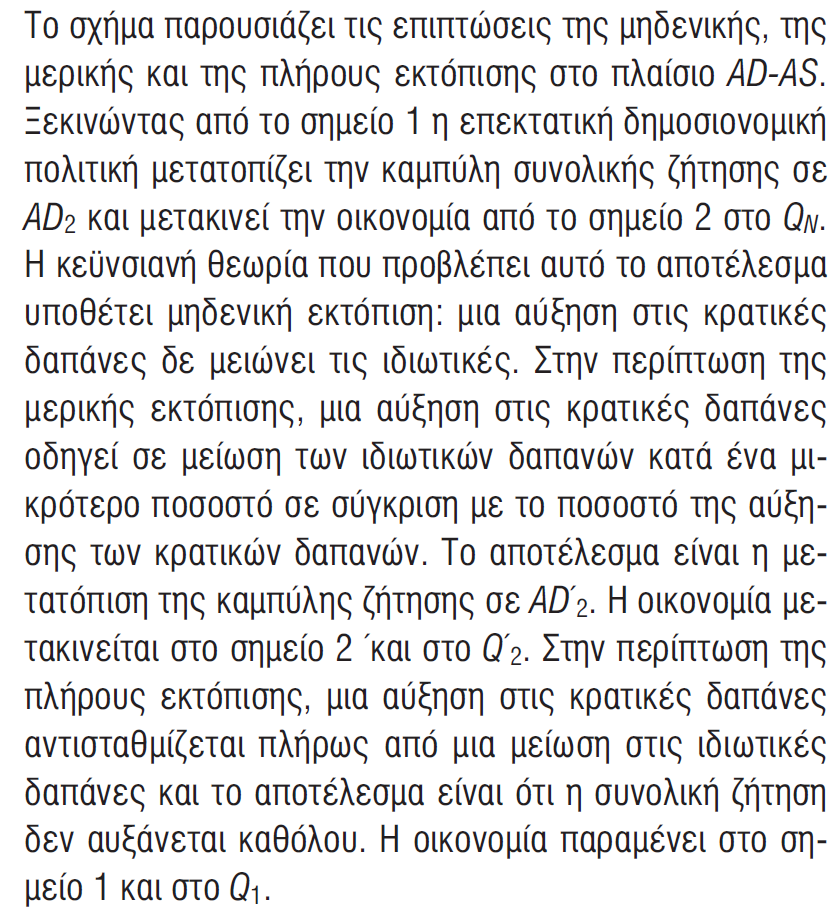 Το σχήμα παρουσιάζει τις επιπτώσεις της μηδενικής, της
μερικής και της πλήρους εκτόπισης στο πλαίσιο AD-AS.
Ξεκινώντας από το σημείο 1 η επεκτατική δημοσιονομική
πολιτική μετατοπίζει την καμπύλη συνολικής ζήτησης σε
AD₂ και μετακινεί την οικονομία από το σημείο 2 στο Q_N.
Η κεϋνσιανή θεωρία που προβλέπει αυτό το αποτέλεσμα
υποθέτει μηδενική εκτόπιση: μια αύξηση στις κρατικές
δαπάνες δε μειώνει τις ιδιωτικές. Στην περίπτωση της
μερικής εκτόπισης, μια αύξηση στις κρατικές δαπάνες
οδηγεί σε μείωση των ιδιωτικών δαπανών κατά ένα μι-
κρότερο ποσοστό σε σύγκριση με το ποσοστό της αύξη-
σης των κρατικών δαπανών. Το αποτέλεσμα είναι η με-
τατόπιση της καμπύλης ζήτησης σε AD΄₂. Η οικονομία με-
τακινείται στο σημείο 2 ΄και στο Q΄₂. Στην περίπτωση της
πλήρους εκτόπισης, μια αύξηση στις κρατικές δαπάνες
αντισταθμίζεται πλήρως από μια μείωση στις ιδιωτικές
δαπάνες και το αποτέλεσμα είναι ότι η συνολική ζήτηση
δεν αυξάνεται καθόλου. Η οικονομία παραμένει στο ση-
μείο 1 και στο Q₁.